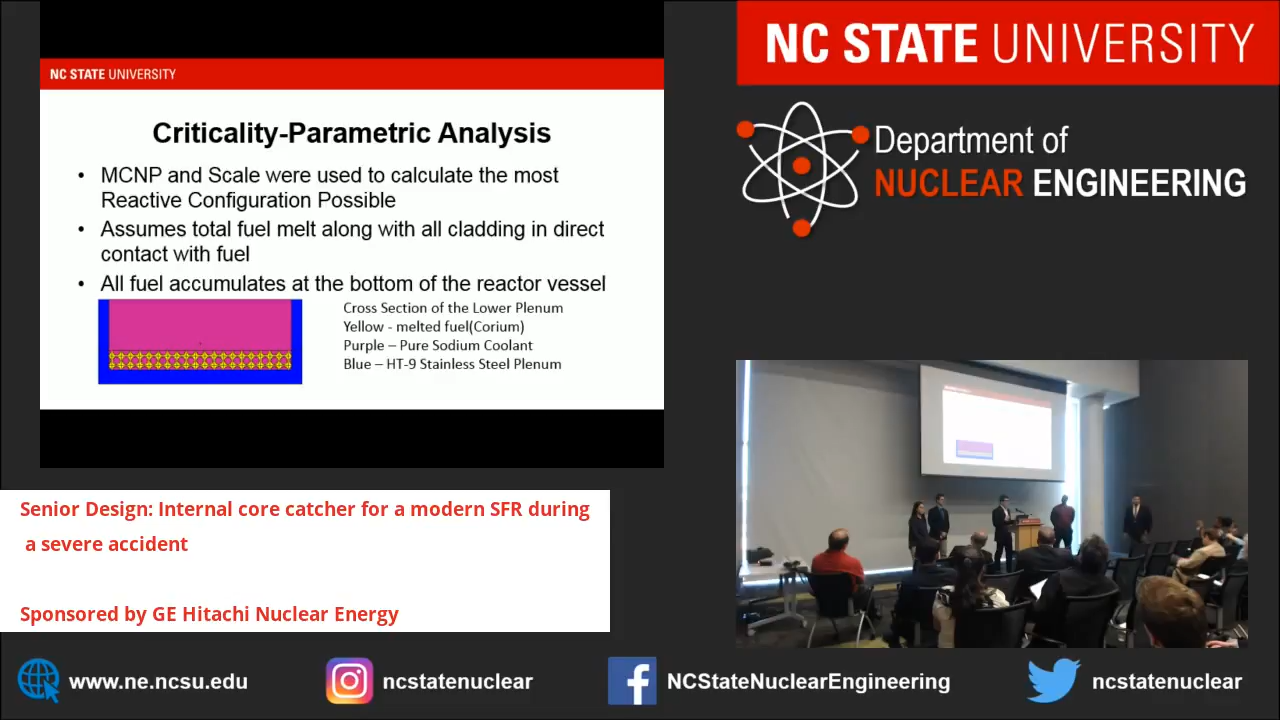 NC STATE UNIVERSITY
Criticality-Parametric Analysis
• MCNP and Scale were used to calculate the most
Reactive Configuration Possible
• Assumes total fuel melt along with all cladding in direct
contact with fuel
• All fuel accumulates at the bottom of the reactor vessel
Cross Section of the Lower Plenum
Yellow - melted fuel(Corium)
Purple – Pure Sodium Coolant
Blue – HT-9 Stainless Steel Plenum
NC STATE UNIVERSITY
Department of
NUCLEAR ENGINEERING
Senior Design: Internal core catcher for a modern SFR during
a severe accident
Sponsored by GE Hitachi Nuclear Energy
www.ne.ncsu.edu
ncstatenuclear
NCStateNuclearEngineering
ncstatenuclear